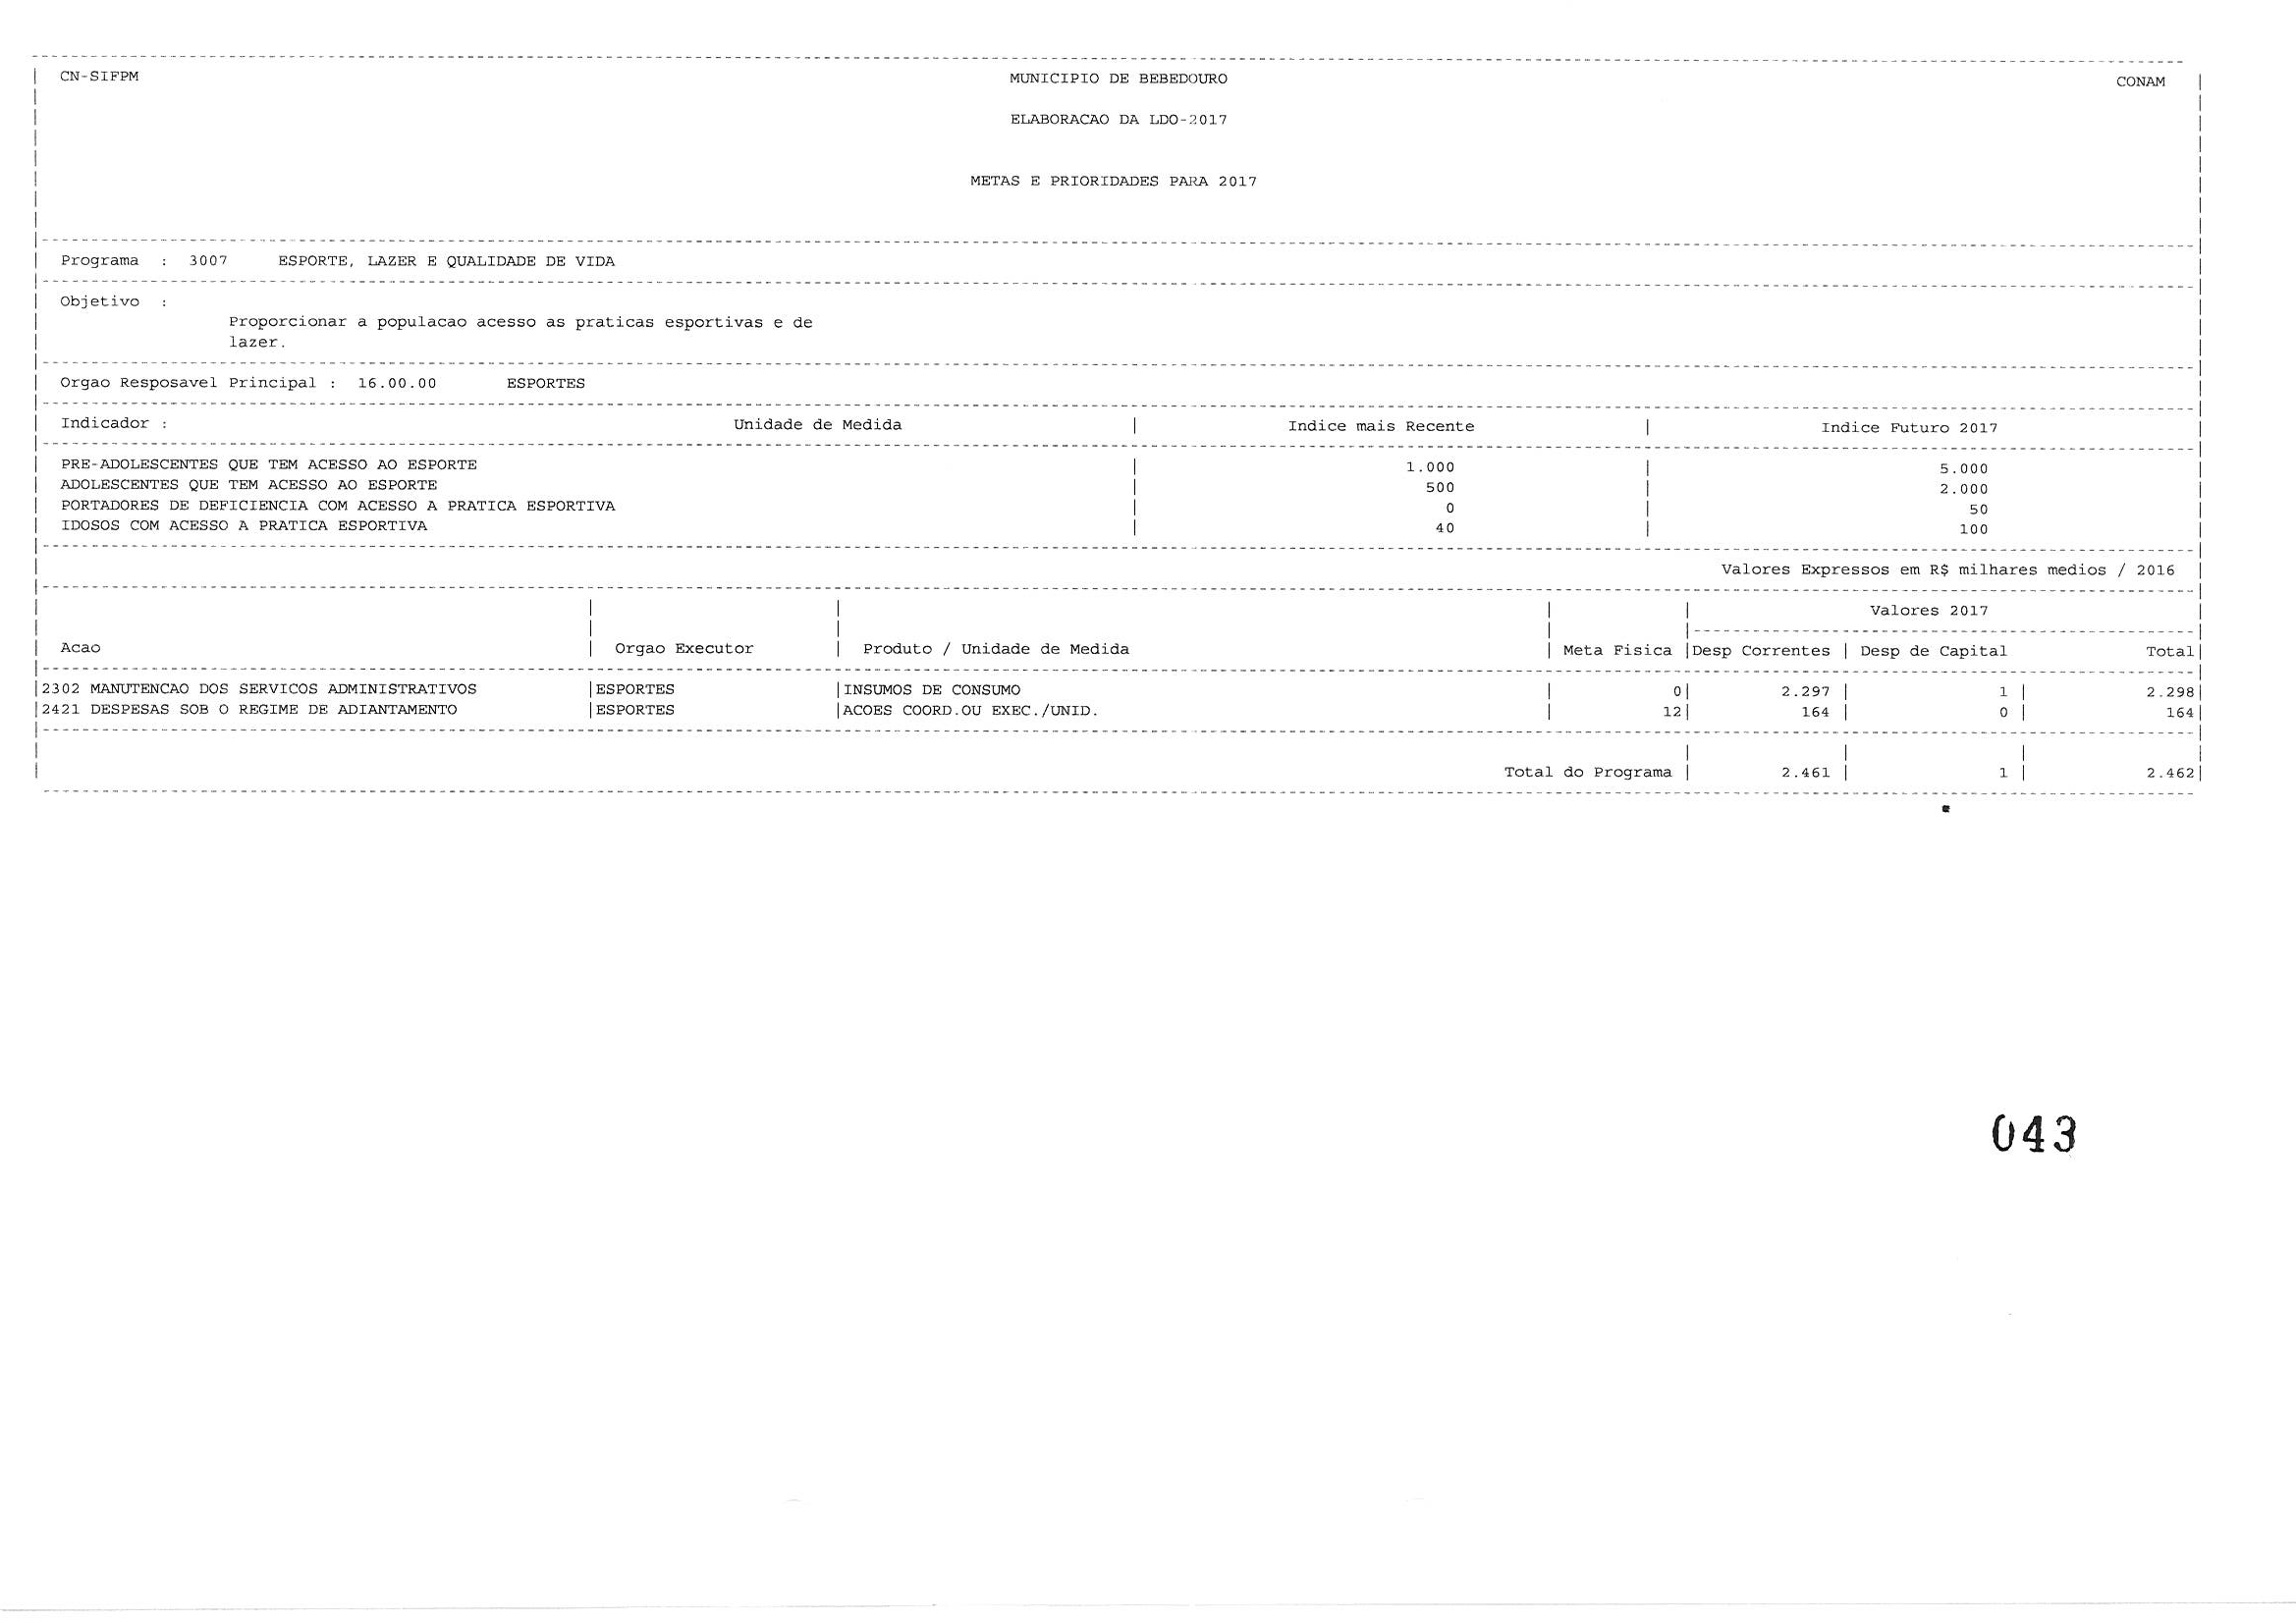 CN-SIFPM MUNICIPIO DE BEBEDOURO CONAM
ELABORACAO DA LDO-2017
METAS E PRIORIDADES PARA 2017
Programa : 3007 ESPORTE, LAZER E QUALIDADE DE VIDA
Objetivo :
Proporcionar a populacao acesso as praticas esportivas e de
lazer.
Orgao Resposavel Principal : 16.00.00 ESPORTES
Indicador : Unidade de Medida | Indice mais Recente | Indice Futuro 2017
PRE-ADOLESCENTES QUE TEM ACESSO AO ESPORTE | 1.000 | 5.000
ADOLESCENTES QUE TEM ACESSO AO ESPORTE | 500 | 2.000
PORTADORES DE DEFICIENCIA COM ACESSO A PRATICA ESPORTIVA | 0 | 50
IDOSOS COM ACESSO A PRATICA ESPORTIVA | 40 | 100
Valores Expressos em R$ milhares medios / 2016
Valores 2017
Acao | Orgao Executor | Produto / Unidade de Medida | Meta Fisica |Desp Correntes | Desp de Capital Total|
|2302 MANUTENCAO DOS SERVICOS ADMINISTRATIVOS |ESPORTES |INSUMOS DE CONSUMO | 0| 2.297 | 1 | 2.298|
|2421 DESPESAS SOB O REGIME DE ADIANTAMENTO |ESPORTES |ACOES COORD.OU EXEC./UNID. | 12| 164 | 0 | 164|
Total do Programa | 2.461 | 1 | 2.462|
043